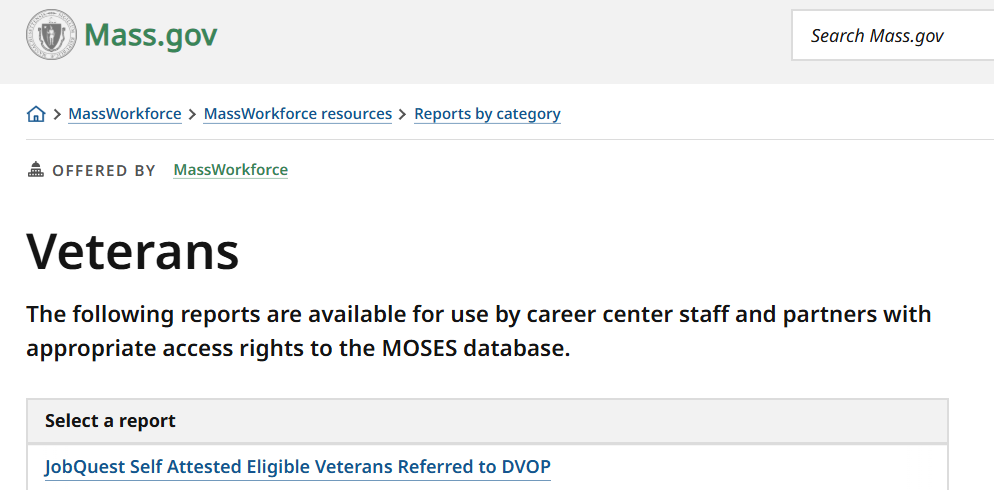 Mass.gov
Search Mass.gov
MassWorkforce > MassWorkforce resources > Reports by category
OFFERED BY MassWorkforce
Veterans
The following reports are available for use by career center staff and partners with
appropriate access rights to the MOSES database.
Select a report
JobQuest Self Attested Eligible Veterans Referred to DVOP